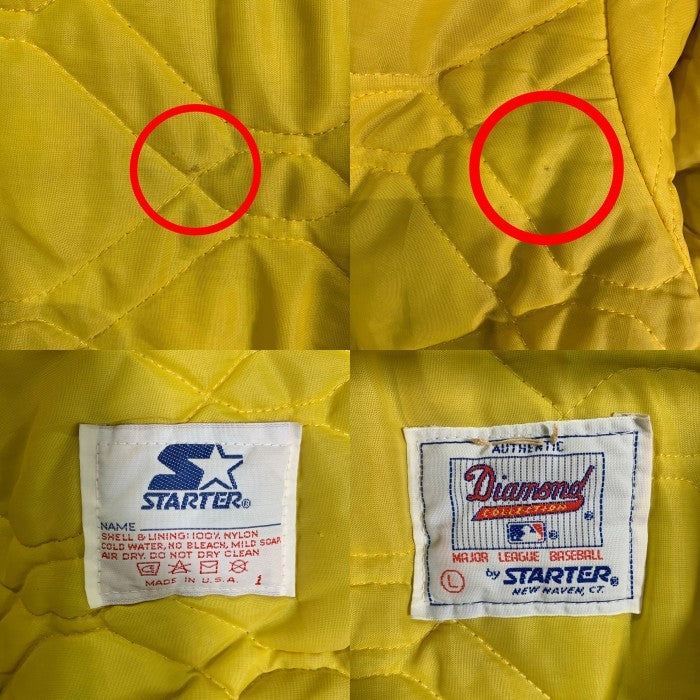 STARTER®
NAME
SHELL & LINING: 100% NYLON
COLD WATER, NO BLEACH, MILD SOAP,
AIR DRY. DO NOT DRY CLEAN
MADE IN U.S.A. 1
AUTHENTIC
Diamond
COLLECTION
MAJOR LEAGUE BASEBALL
L by STARTER®
NEW HAVEN, CT.